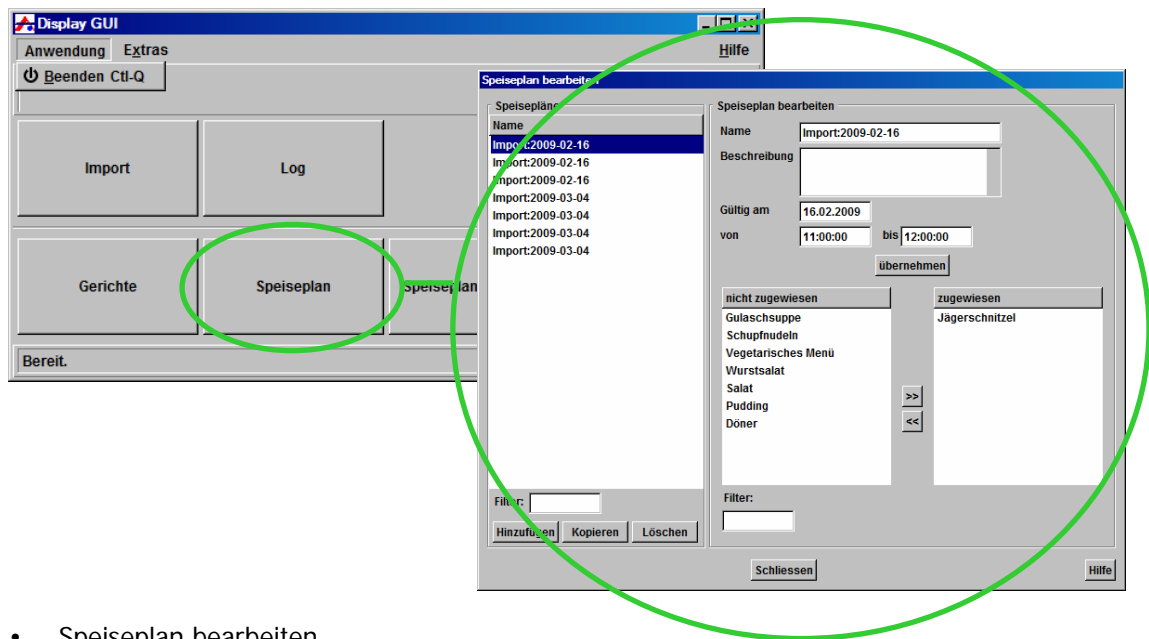 Display GUI
Anwendung Extras Hilfe
Beenden Ctl-Q
Import Log
Gerichte Speiseplan Speiseplan
Bereit.
Speiseplan bearbeiten
Speisepläne
Name
Import:2009-02-16
Import:2009-02-16
Import:2009-02-16
Import:2009-03-04
Import:2009-03-04
Import:2009-03-04
Import:2009-03-04
Filter:
Hinzufügen Kopieren Löschen
Speiseplan bearbeiten
Name Import:2009-02-16
Beschreibung
Gültig am 16.02.2009
von 11:00:00 bis 12:00:00
übernehmen
nicht zugewiesen
Gulaschsuppe
Schupfnudeln
Vegetarisches Menü
Wurstsalat
Salat
Pudding
Döner
>>
<<
zugewiesen
Jägerschnitzel
Filter:
Schliessen Hilfe
• Speiseplan bearbeiten